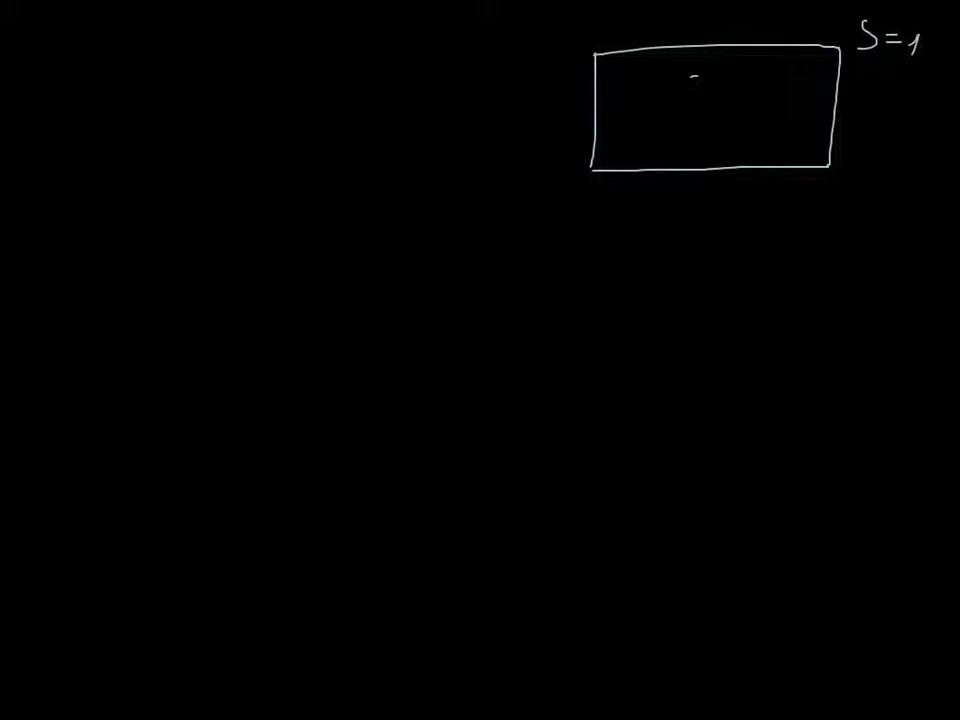 S = 1